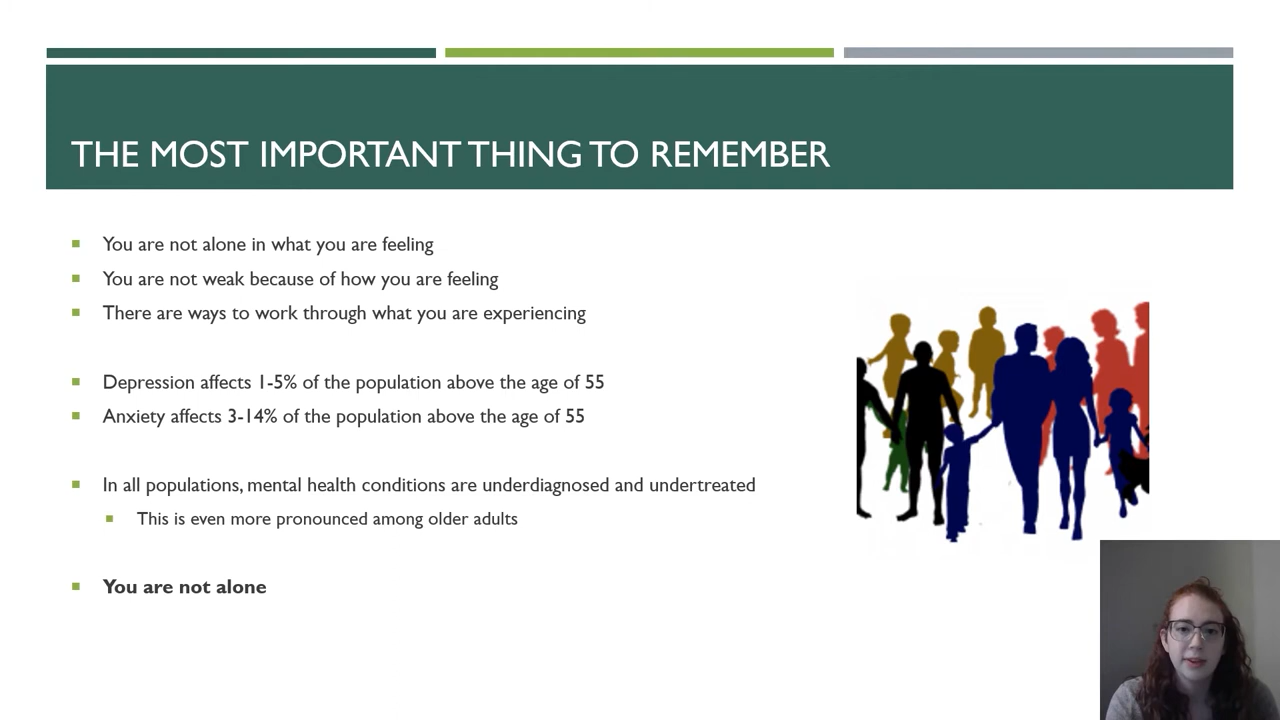 THE MOST IMPORTANT THING TO REMEMBER
You are not alone in what you are feeling
You are not weak because of how you are feeling
There are ways to work through what you are experiencing
Depression affects 1-5% of the population above the age of 55
Anxiety affects 3-14% of the population above the age of 55
In all populations, mental health conditions are underdiagnosed and undertreated
This is even more pronounced among older adults
You are not alone